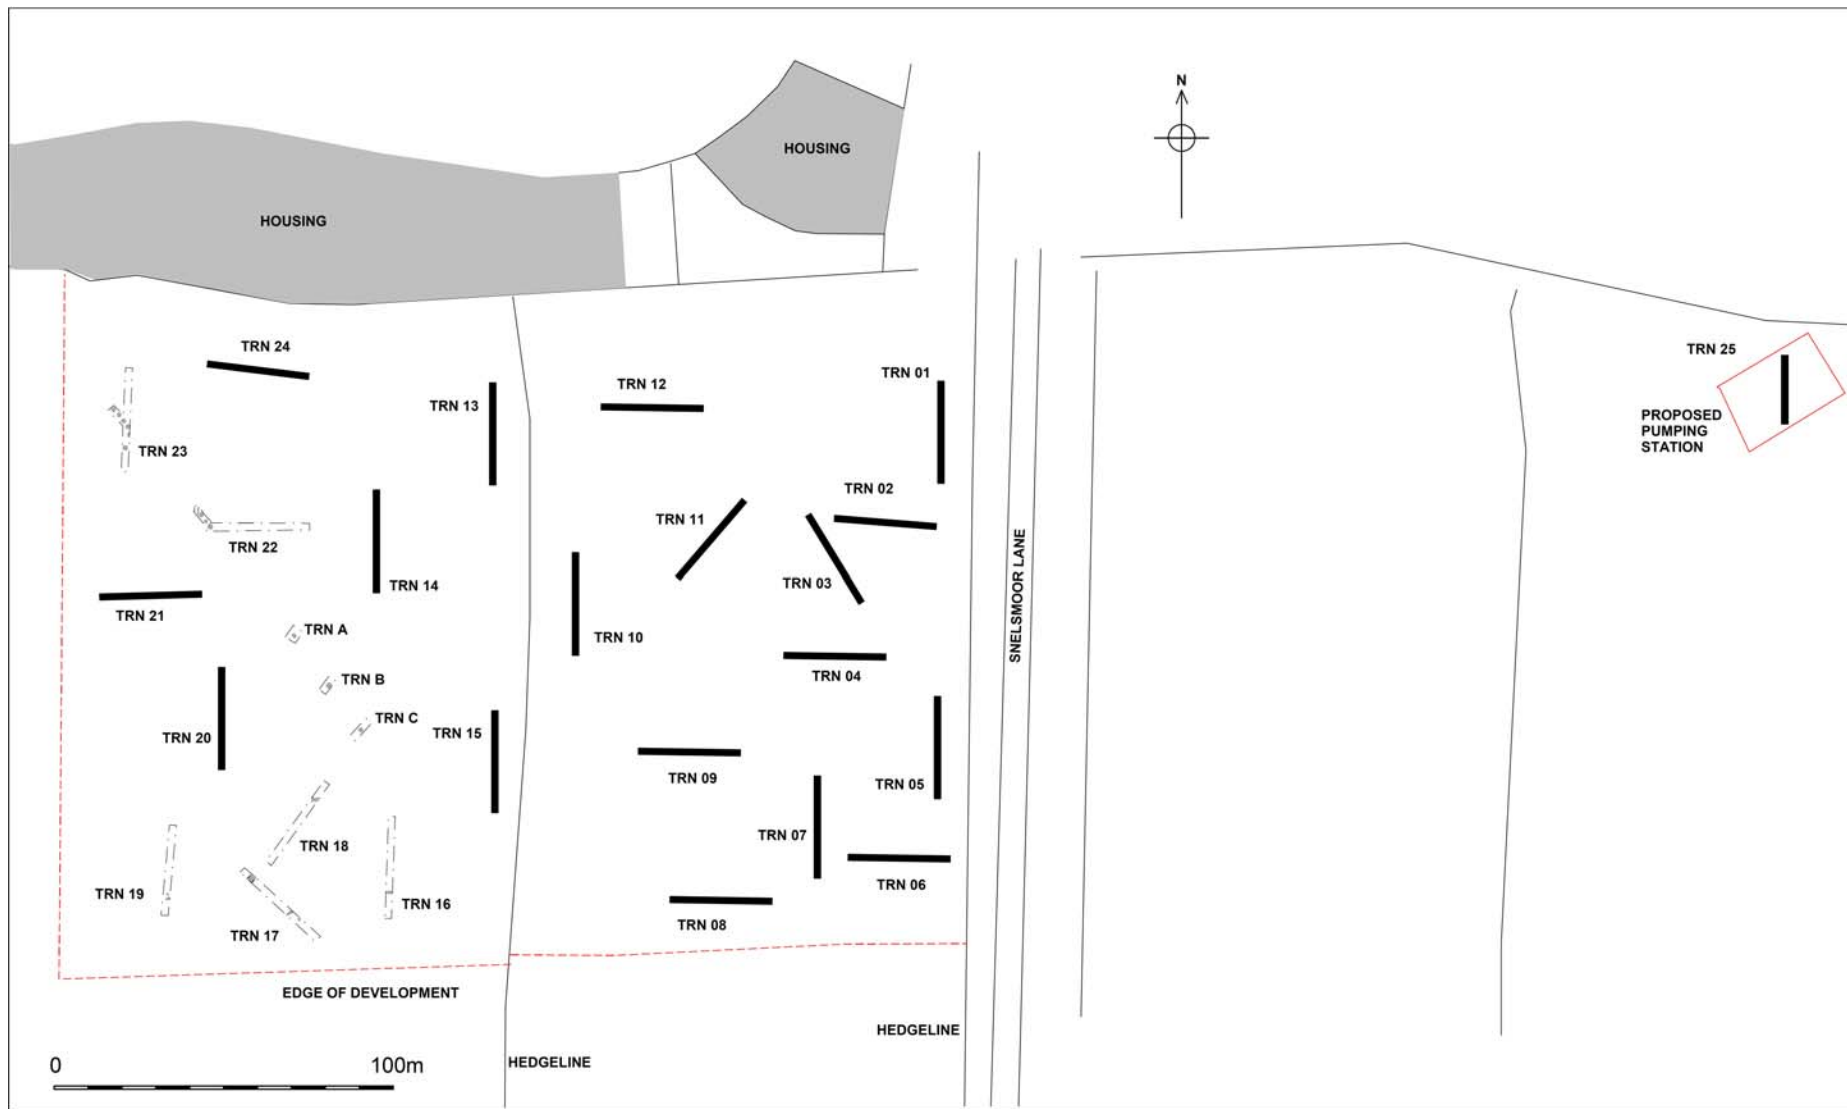 N
HOUSING
HOUSING
TRN 24
TRN 25
TRN 01
TRN 12
TRN 13
PROPOSED
PUMPING
STATION
TRN 23
TRN 02
TRN 11
TRN 22
TRN 03
TRN 14
SNELSMOOR LANE
TRN 21
TRN A
TRN 10
TRN 04
TRN B
TRN C
TRN 15
TRN 20
TRN 09
TRN 05
TRN 07
TRN 18
TRN 06
TRN 19
TRN 16
TRN 08
TRN 17
EDGE OF DEVELOPMENT
HEDGELINE
HEDGELINE
0 100m